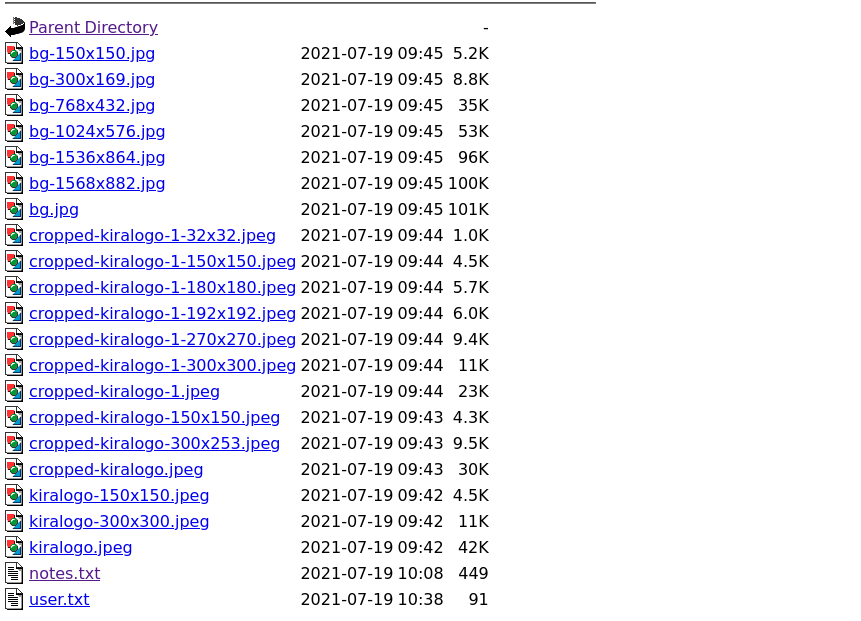 Parent Directory -
bg-150x150.jpg 2021-07-19 09:45 5.2K
bg-300x169.jpg 2021-07-19 09:45 8.8K
bg-768x432.jpg 2021-07-19 09:45 35K
bg-1024x576.jpg 2021-07-19 09:45 53K
bg-1536x864.jpg 2021-07-19 09:45 96K
bg-1568x882.jpg 2021-07-19 09:45 100K
bg.jpg 2021-07-19 09:45 101K
cropped-kiralogo-1-32x32.jpeg 2021-07-19 09:44 1.0K
cropped-kiralogo-1-150x150.jpeg 2021-07-19 09:44 4.5K
cropped-kiralogo-1-180x180.jpeg 2021-07-19 09:44 5.7K
cropped-kiralogo-1-192x192.jpeg 2021-07-19 09:44 6.0K
cropped-kiralogo-1-270x270.jpeg 2021-07-19 09:44 9.4K
cropped-kiralogo-1-300x300.jpeg 2021-07-19 09:44 11K
cropped-kiralogo-1.jpeg 2021-07-19 09:44 23K
cropped-kiralogo-150x150.jpeg 2021-07-19 09:43 4.3K
cropped-kiralogo-300x253.jpeg 2021-07-19 09:43 9.5K
cropped-kiralogo.jpeg 2021-07-19 09:43 30K
kiralogo-150x150.jpeg 2021-07-19 09:42 4.5K
kiralogo-300x300.jpeg 2021-07-19 09:42 11K
kiralogo.jpeg 2021-07-19 09:42 42K
notes.txt 2021-07-19 10:08 449
user.txt 2021-07-19 10:38 91